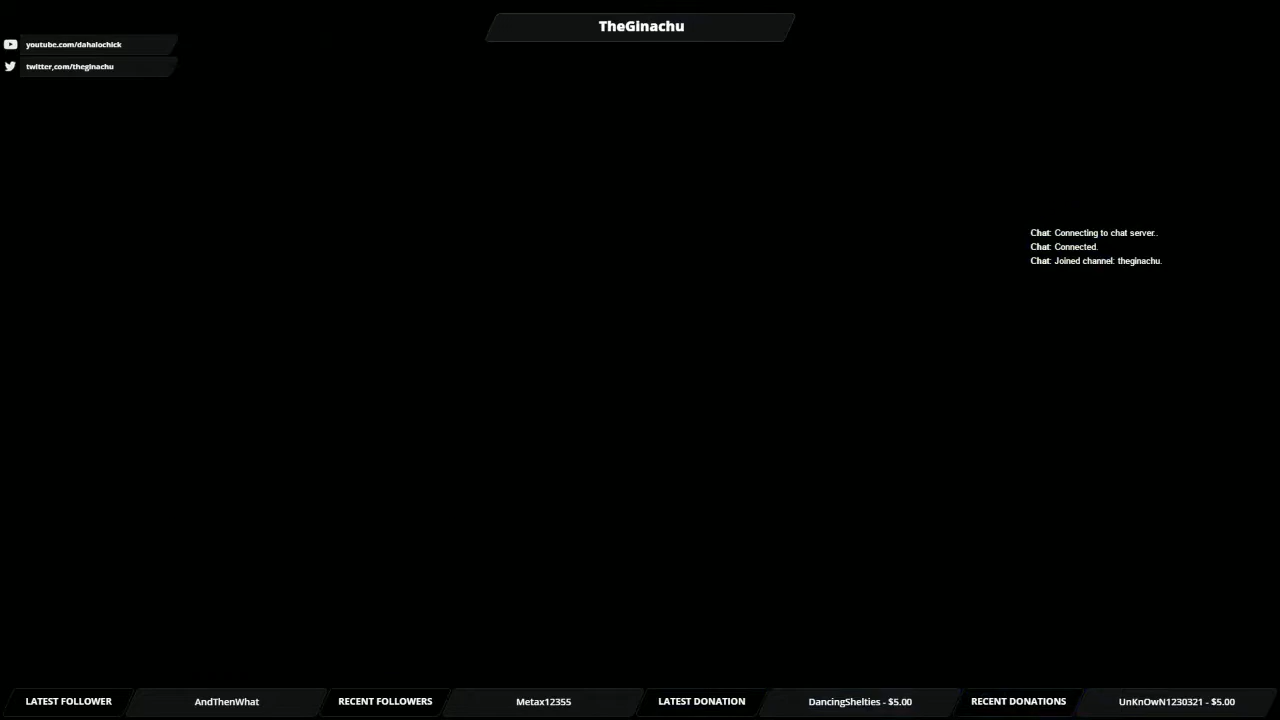 TheGinachu
youtube.com/dahalochick
twitter.com/theginachu
Chat: Connecting to chat server..
Chat: Connected.
Chat: Joined channel: theginachu.
LATEST FOLLOWER
AndThenWhat
RECENT FOLLOWERS
Metax12355
LATEST DONATION
DancingShelties - $5.00
RECENT DONATIONS
UnKnOwN1230321 - $5.00